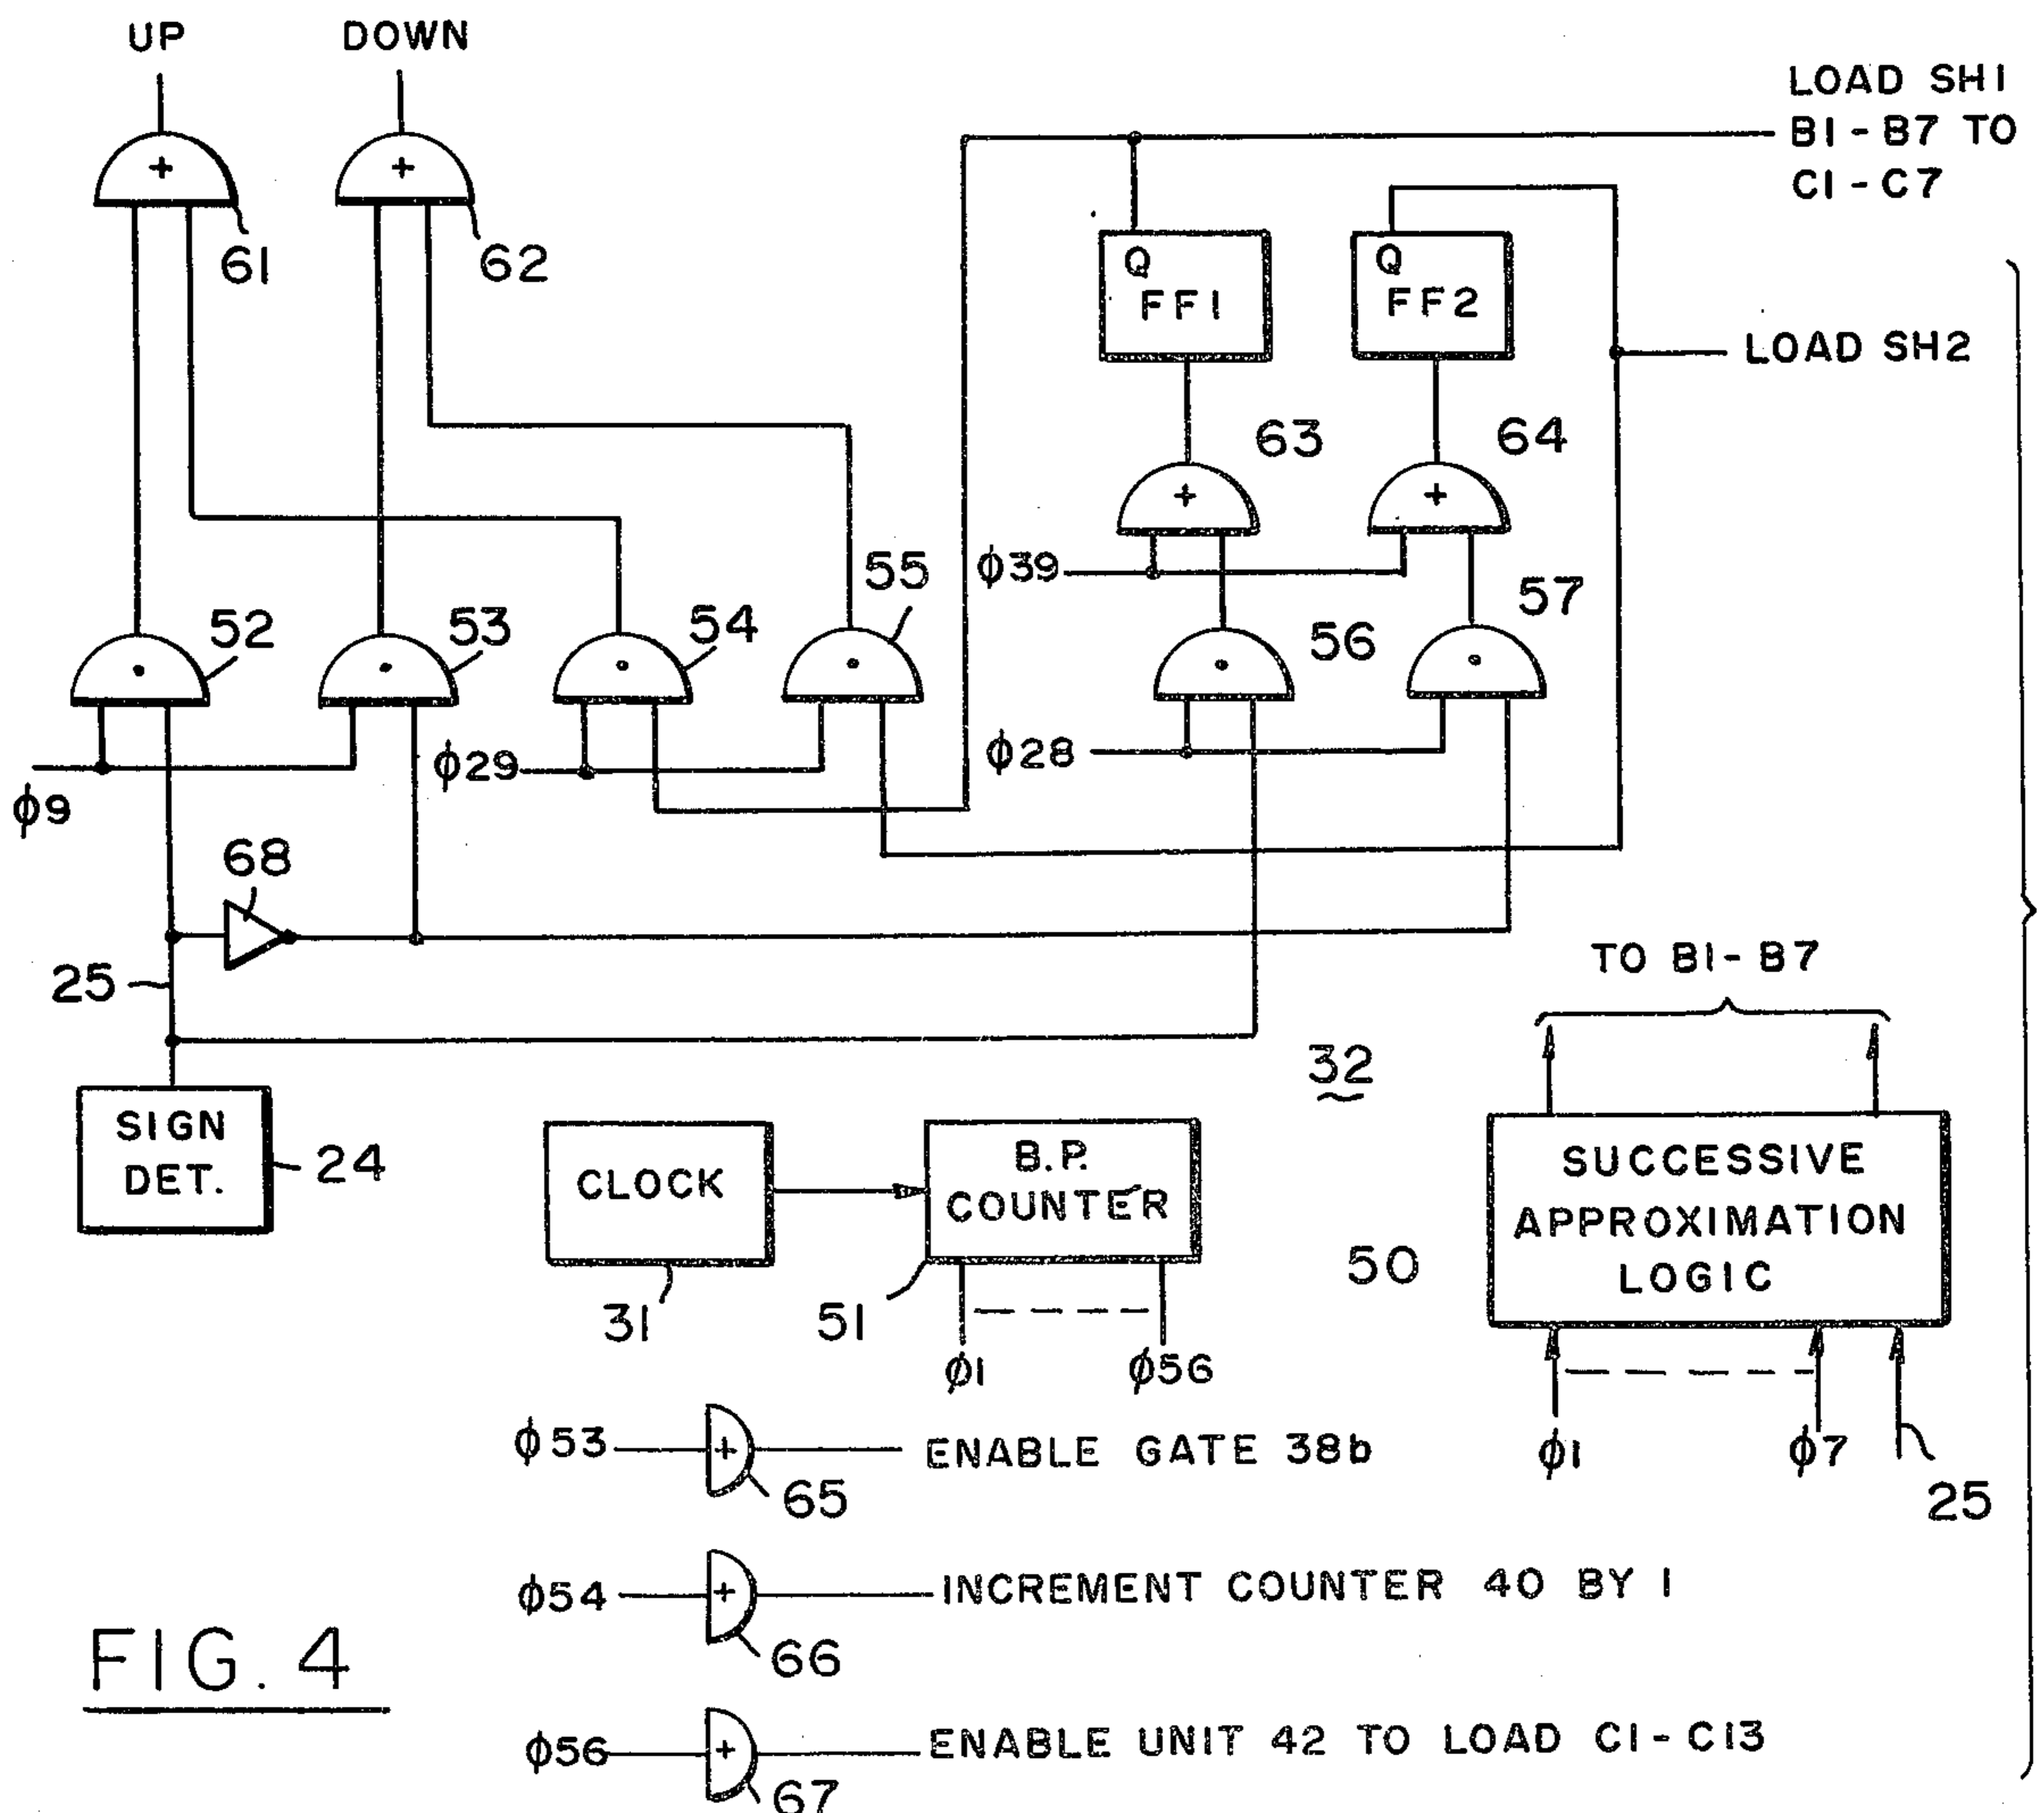 UP
DOWN
LOAD SH1
B1-B7 TO
C1-C7
+
+
61
62
Q
FF1
Q
FF2
LOAD SH2
63
64
+
+
φ39
55
57
52
53
54
56
φ29
φ28
φ9
68
25
TO B1-B7
32
SIGN
DET.
24
CLOCK
31
B.P.
COUNTER
51
φ1
φ56
50
SUCCESSIVE
APPROXIMATION
LOGIC
φ1
φ7
25
φ53
+
65
ENABLE GATE 38b
φ54
+
66
INCREMENT COUNTER 40 BY 1
φ56
+
67
ENABLE UNIT 42 TO LOAD C1-C13
FIG. 4